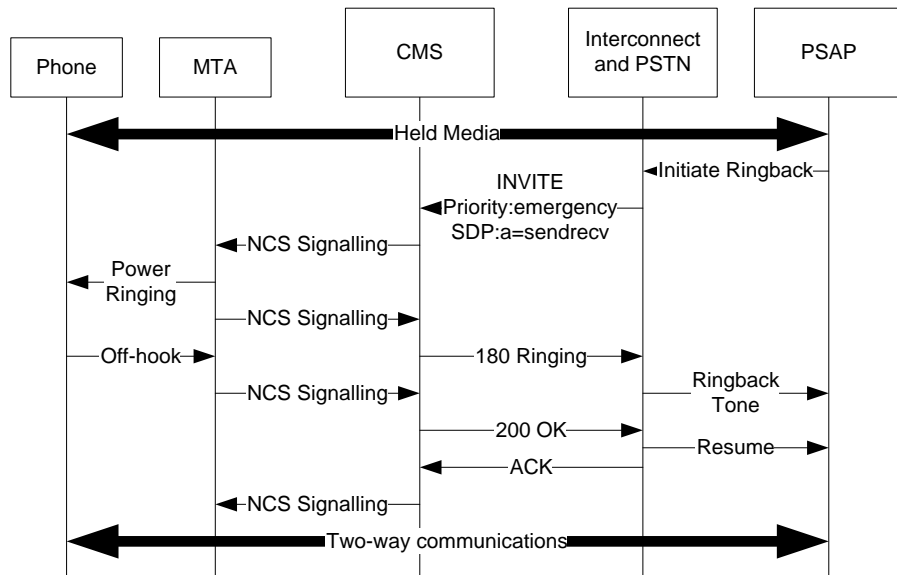 Phone
MTA
CMS
Interconnect
and PSTN
PSAP
Held Media
Initiate Ringback
INVITE
Priority:emergency
SDP:a=sendrecv
NCS Signalling
Power
Ringing
NCS Signalling
Off-hook
180 Ringing
NCS Signalling
Ringback
Tone
200 OK
Resume
ACK
NCS Signalling
Two-way communications